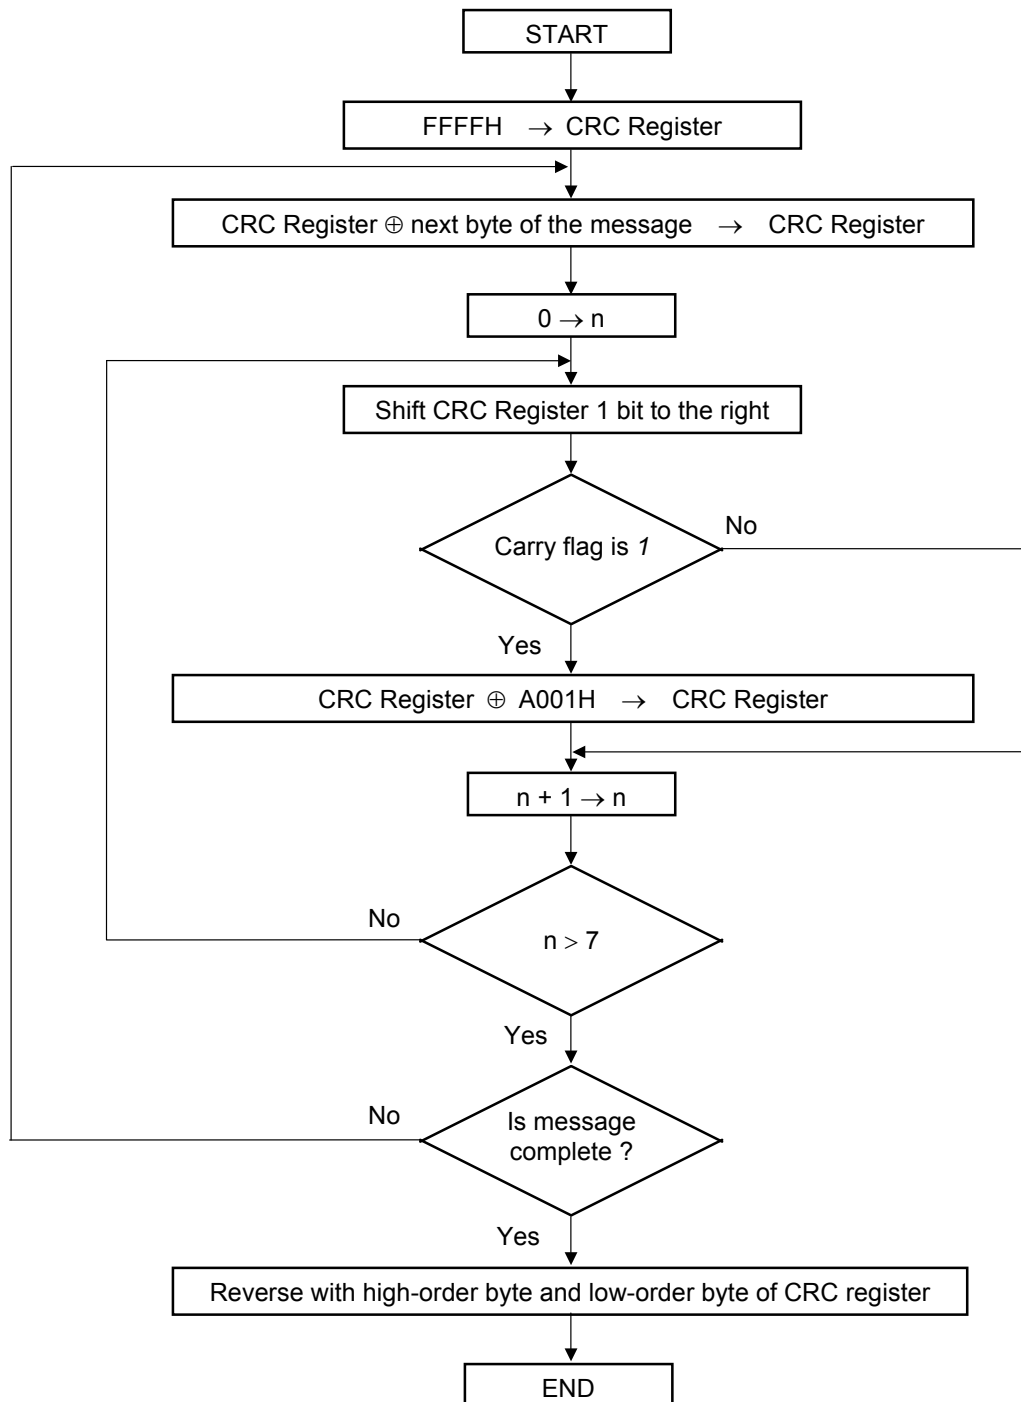 START
FFFFH → CRC Register
CRC Register ⊕ next byte of the message → CRC Register
0 → n
Shift CRC Register 1 bit to the right
Carry flag is 1
No
Yes
CRC Register ⊕ A001H → CRC Register
n + 1 → n
No
n > 7
Yes
No
Is message
complete ?
Yes
Reverse with high-order byte and low-order byte of CRC register
END